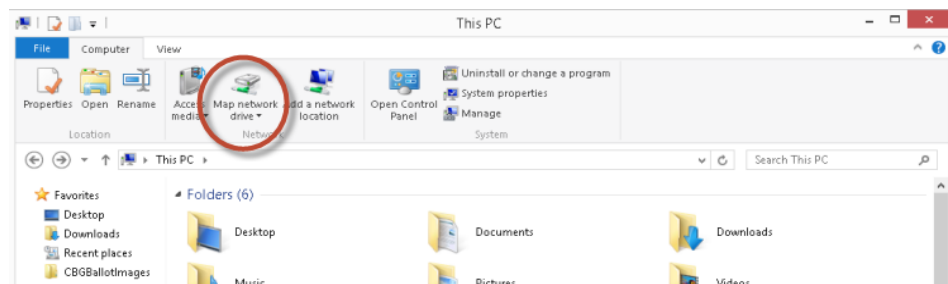 This PC
File Computer View
Properties Open Rename Access media Map network drive Add a network location Open Control Panel
Uninstall or change a program
System properties
Manage
Location Network System
This PC Search This PC
Favorites
Desktop
Downloads
Recent places
CBGBallotImages
Folders (6)
Desktop Documents Downloads
Music Pictures Videos